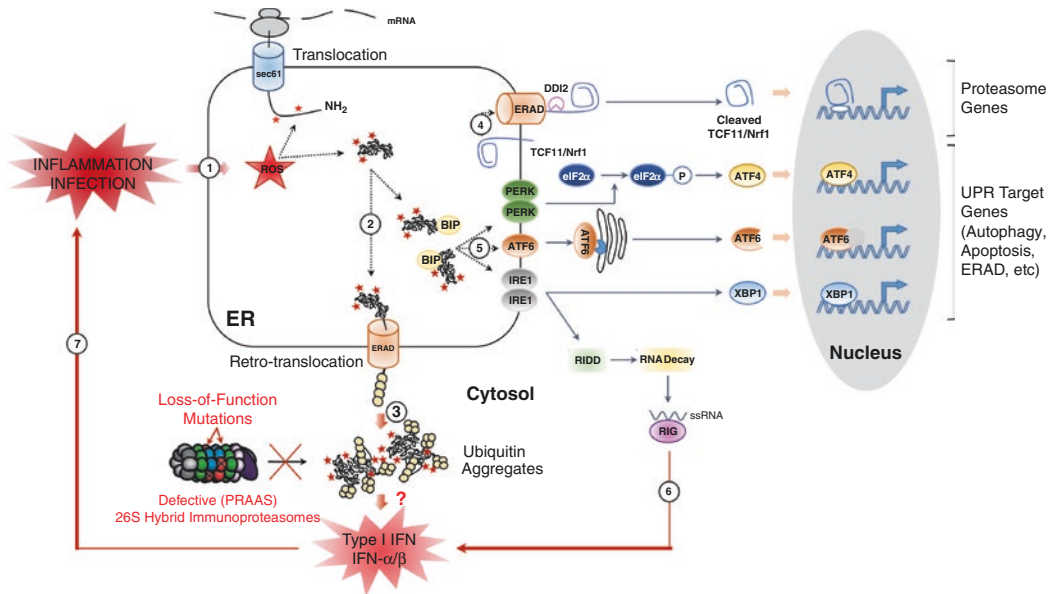 mRNA
Translocation
sec61
NH2
INFLAMMATION
INFECTION
1
ROS
2
BIP
BIP
5
4
ERAD
DDI2
TCF11/Nrf1
Cleaved
TCF11/Nrf1
Proteasome
Genes
PERK
PERK
eIF2α
eIF2α
P
ATF4
ATF4
ATF6
ATF6
ATF6
ATF6
IRE1
IRE1
XBP1
XBP1
UPR Target
Genes
(Autophagy,
Apoptosis,
ERAD, etc)
Nucleus
ER
ERAD
Retro-translocation
Cytosol
RIDD
RNA Decay
ssRNA
RIG
7
3
6
Loss-of-Function
Mutations
Ubiquitin
Aggregates
Defective (PRAAS)
26S Hybrid Immunoproteasomes
?
Type I IFN
IFN-α/β